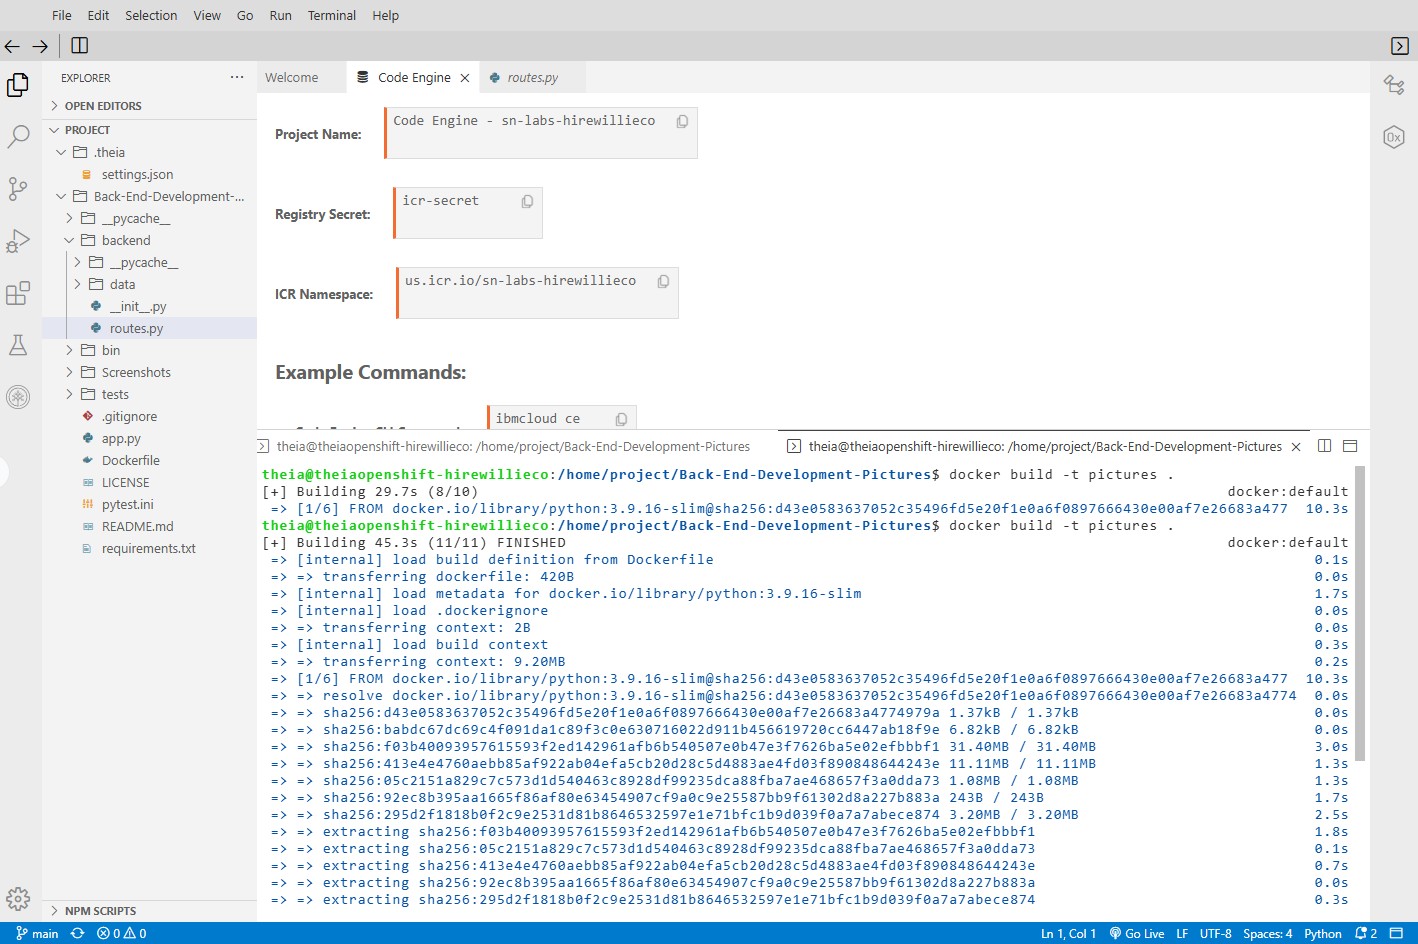 File Edit Selection View Go Run Terminal Help
EXPLORER
OPEN EDITORS
PROJECT
.theia
settings.json
Back-End-Development-...
__pycache__
backend
__pycache__
data
__init__.py
routes.py
bin
Screenshots
tests
.gitignore
app.py
Dockerfile
LICENSE
pytest.ini
README.md
requirements.txt
NPM SCRIPTS
Welcome Code Engine routes.py
Project Name: Code Engine - sn-labs-hirewillieco
Registry Secret: icr-secret
ICR Namespace: us.icr.io/sn-labs-hirewillieco
Example Commands:
ibmcloud ce
theia@theiaopenshift-hirewillieco: /home/project/Back-End-Development-Pictures theia@theiaopenshift-hirewillieco: /home/project/Back-End-Development-Pictures
theia@theiaopenshift-hirewillieco:/home/project/Back-End-Development-Pictures$ docker build -t pictures .
[+] Building 29.7s (8/10) docker:default
=> [1/6] FROM docker.io/library/python:3.9.16-slim@sha256:d43e0583637052c35496fd5e20f1e0a6f0897666430e00af7e26683a477 10.3s
theia@theiaopenshift-hirewillieco:/home/project/Back-End-Development-Pictures$ docker build -t pictures .
[+] Building 45.3s (11/11) FINISHED docker:default
=> [internal] load build definition from Dockerfile 0.1s
=> => transferring dockerfile: 420B 0.0s
=> [internal] load metadata for docker.io/library/python:3.9.16-slim 1.7s
=> [internal] load .dockerignore 0.0s
=> => transferring context: 2B 0.0s
=> [internal] load build context 0.3s
=> => transferring context: 9.20MB 0.2s
=> [1/6] FROM docker.io/library/python:3.9.16-slim@sha256:d43e0583637052c35496fd5e20f1e0a6f0897666430e00af7e26683a477 10.3s
=> => resolve docker.io/library/python:3.9.16-slim@sha256:d43e0583637052c35496fd5e20f1e0a6f0897666430e00af7e26683a4774 0.0s
=> => sha256:d43e0583637052c35496fd5e20f1e0a6f0897666430e00af7e26683a4774979a 1.37kB / 1.37kB 0.0s
=> => sha256:babdc67dc69c4f091da1c89f3c0e630716022d911b456619720cc6447ab18f9e 6.82kB / 6.82kB 0.0s
=> => sha256:f03b40093957615593f2ed142961afb6b540507e0b47e3f7626ba5e02efbbbf1 31.40MB / 31.40MB 3.0s
=> => sha256:413e4e4760aebb85af922ab04efa5cb20d28c5d4883ae4fd03f890848644243e 11.11MB / 11.11MB 1.3s
=> => sha256:05c2151a829c7c573d1d540463c8928df99235dca88fba7ae468657f3a0dda73 1.08MB / 1.08MB 1.3s
=> => sha256:92ec8b395aa1665f86af80e63454907cf9a0c9e25587bb9f61302d8a227b883a 243B / 243B 1.7s
=> => sha256:295d2f1818b0f2c9e2531d81b8646532597e1e71bfc1b9d039f0a7a7abece874 3.20MB / 3.20MB 2.5s
=> => extracting sha256:f03b40093957615593f2ed142961afb6b540507e0b47e3f7626ba5e02efbbbf1 1.8s
=> => extracting sha256:05c2151a829c7c573d1d540463c8928df99235dca88fba7ae468657f3a0dda73 0.1s
=> => extracting sha256:413e4e4760aebb85af922ab04efa5cb20d28c5d4883ae4fd03f890848644243e 0.7s
=> => extracting sha256:92ec8b395aa1665f86af80e63454907cf9a0c9e25587bb9f61302d8a227b883a 0.0s
=> => extracting sha256:295d2f1818b0f2c9e2531d81b8646532597e1e71bfc1b9d039f0a7a7abece874 0.3s
main 0 0 Ln 1, Col 1 Go Live LF UTF-8 Spaces: 4 Python 2